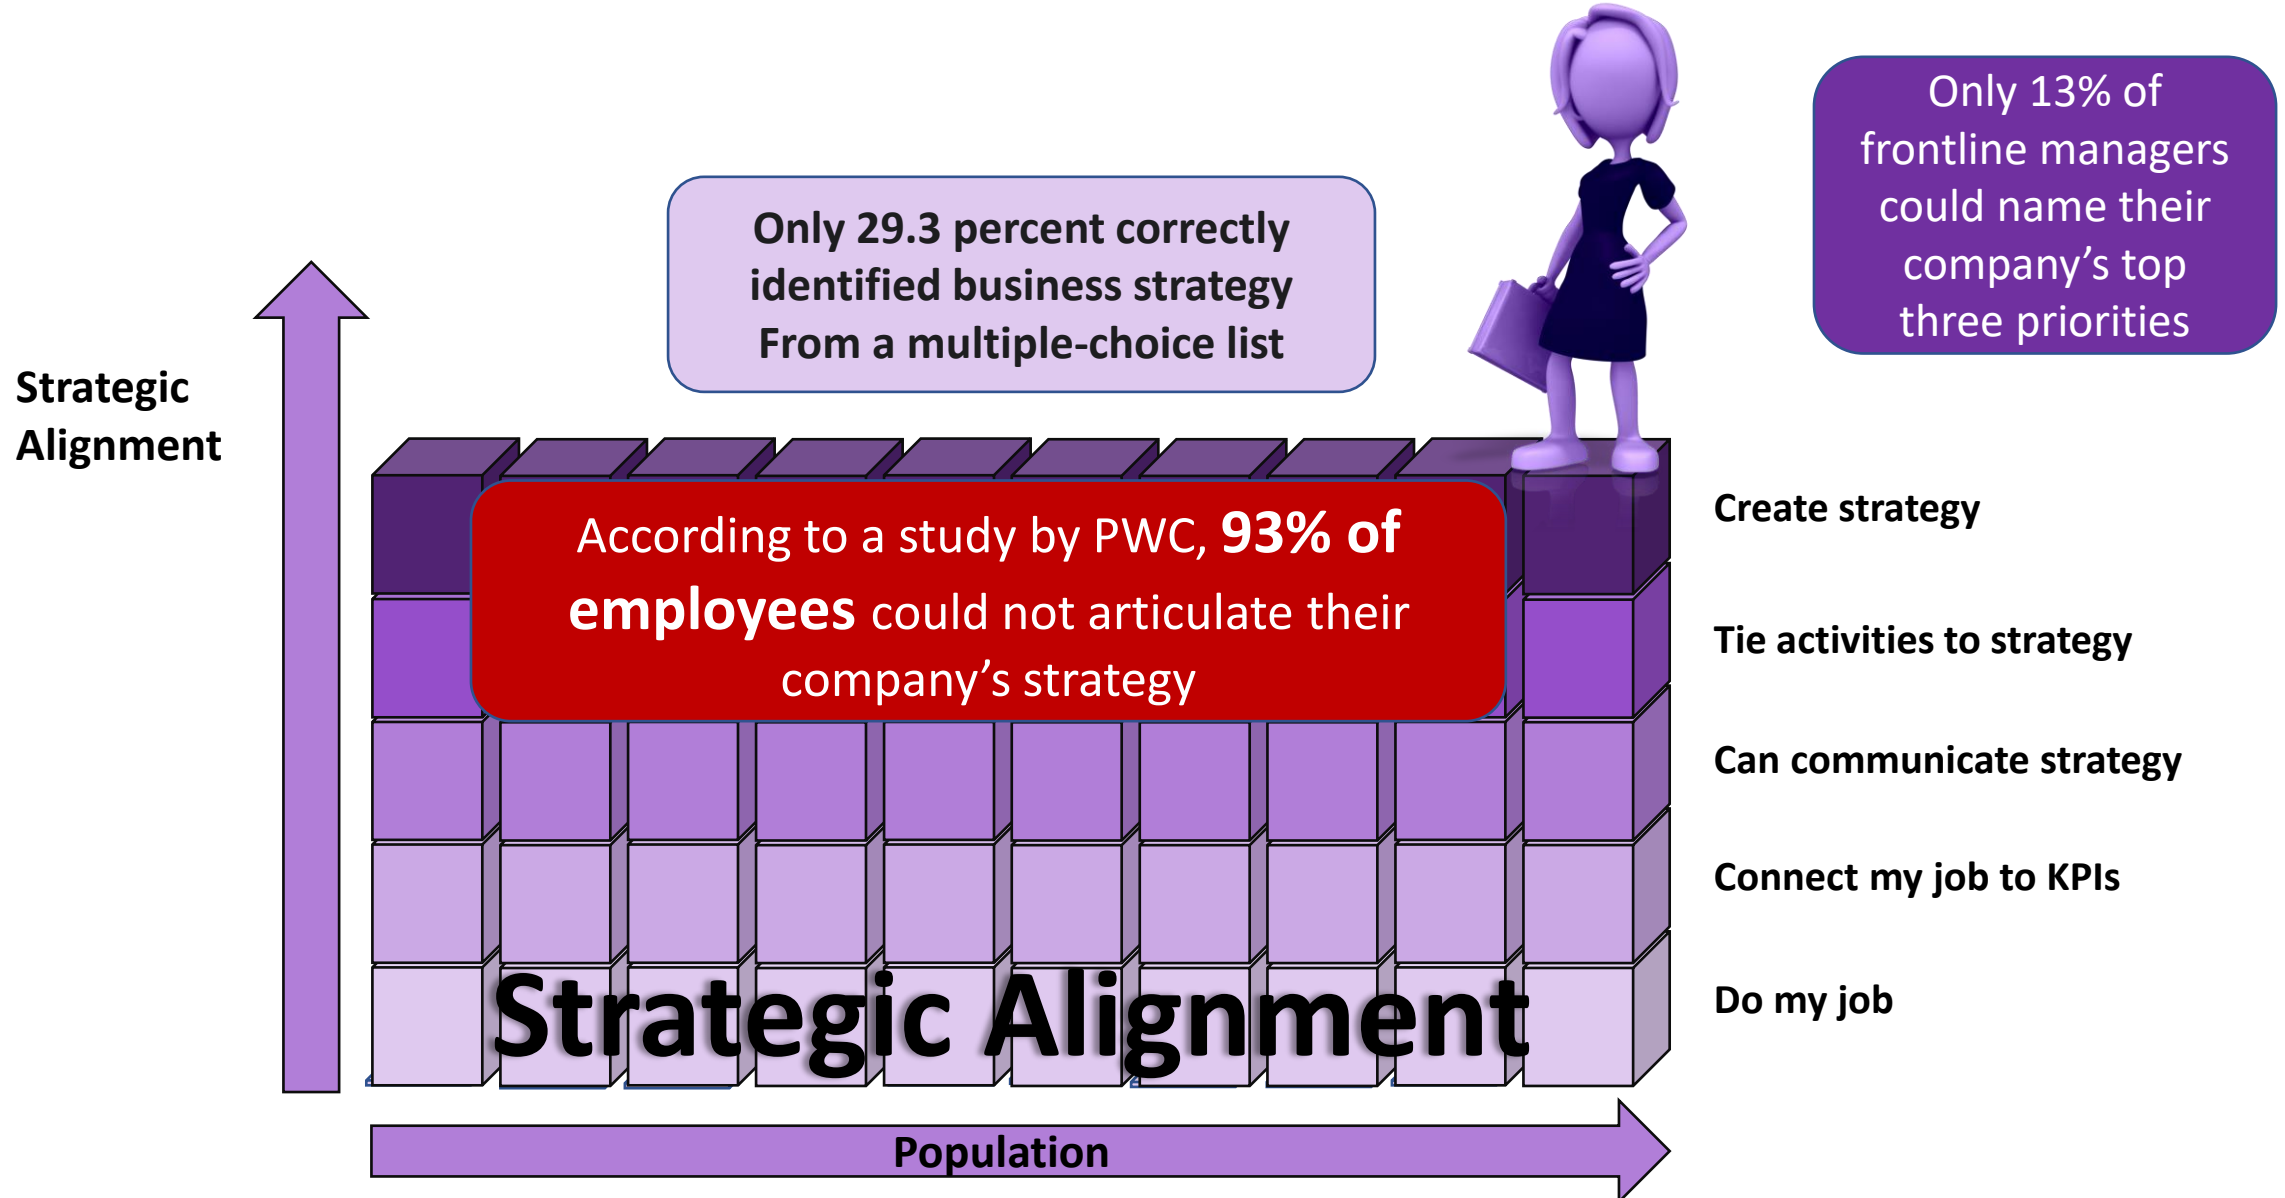 Only 13% of
frontline managers
could name their
company’s top
three priorities
Only 29.3 percent correctly
identified business strategy
From a multiple-choice list
Strategic
Alignment
According to a study by PWC, 93% of
employees could not articulate their
company’s strategy
Create strategy
Tie activities to strategy
Can communicate strategy
Connect my job to KPIs
Do my job
Strategic Alignment
Population